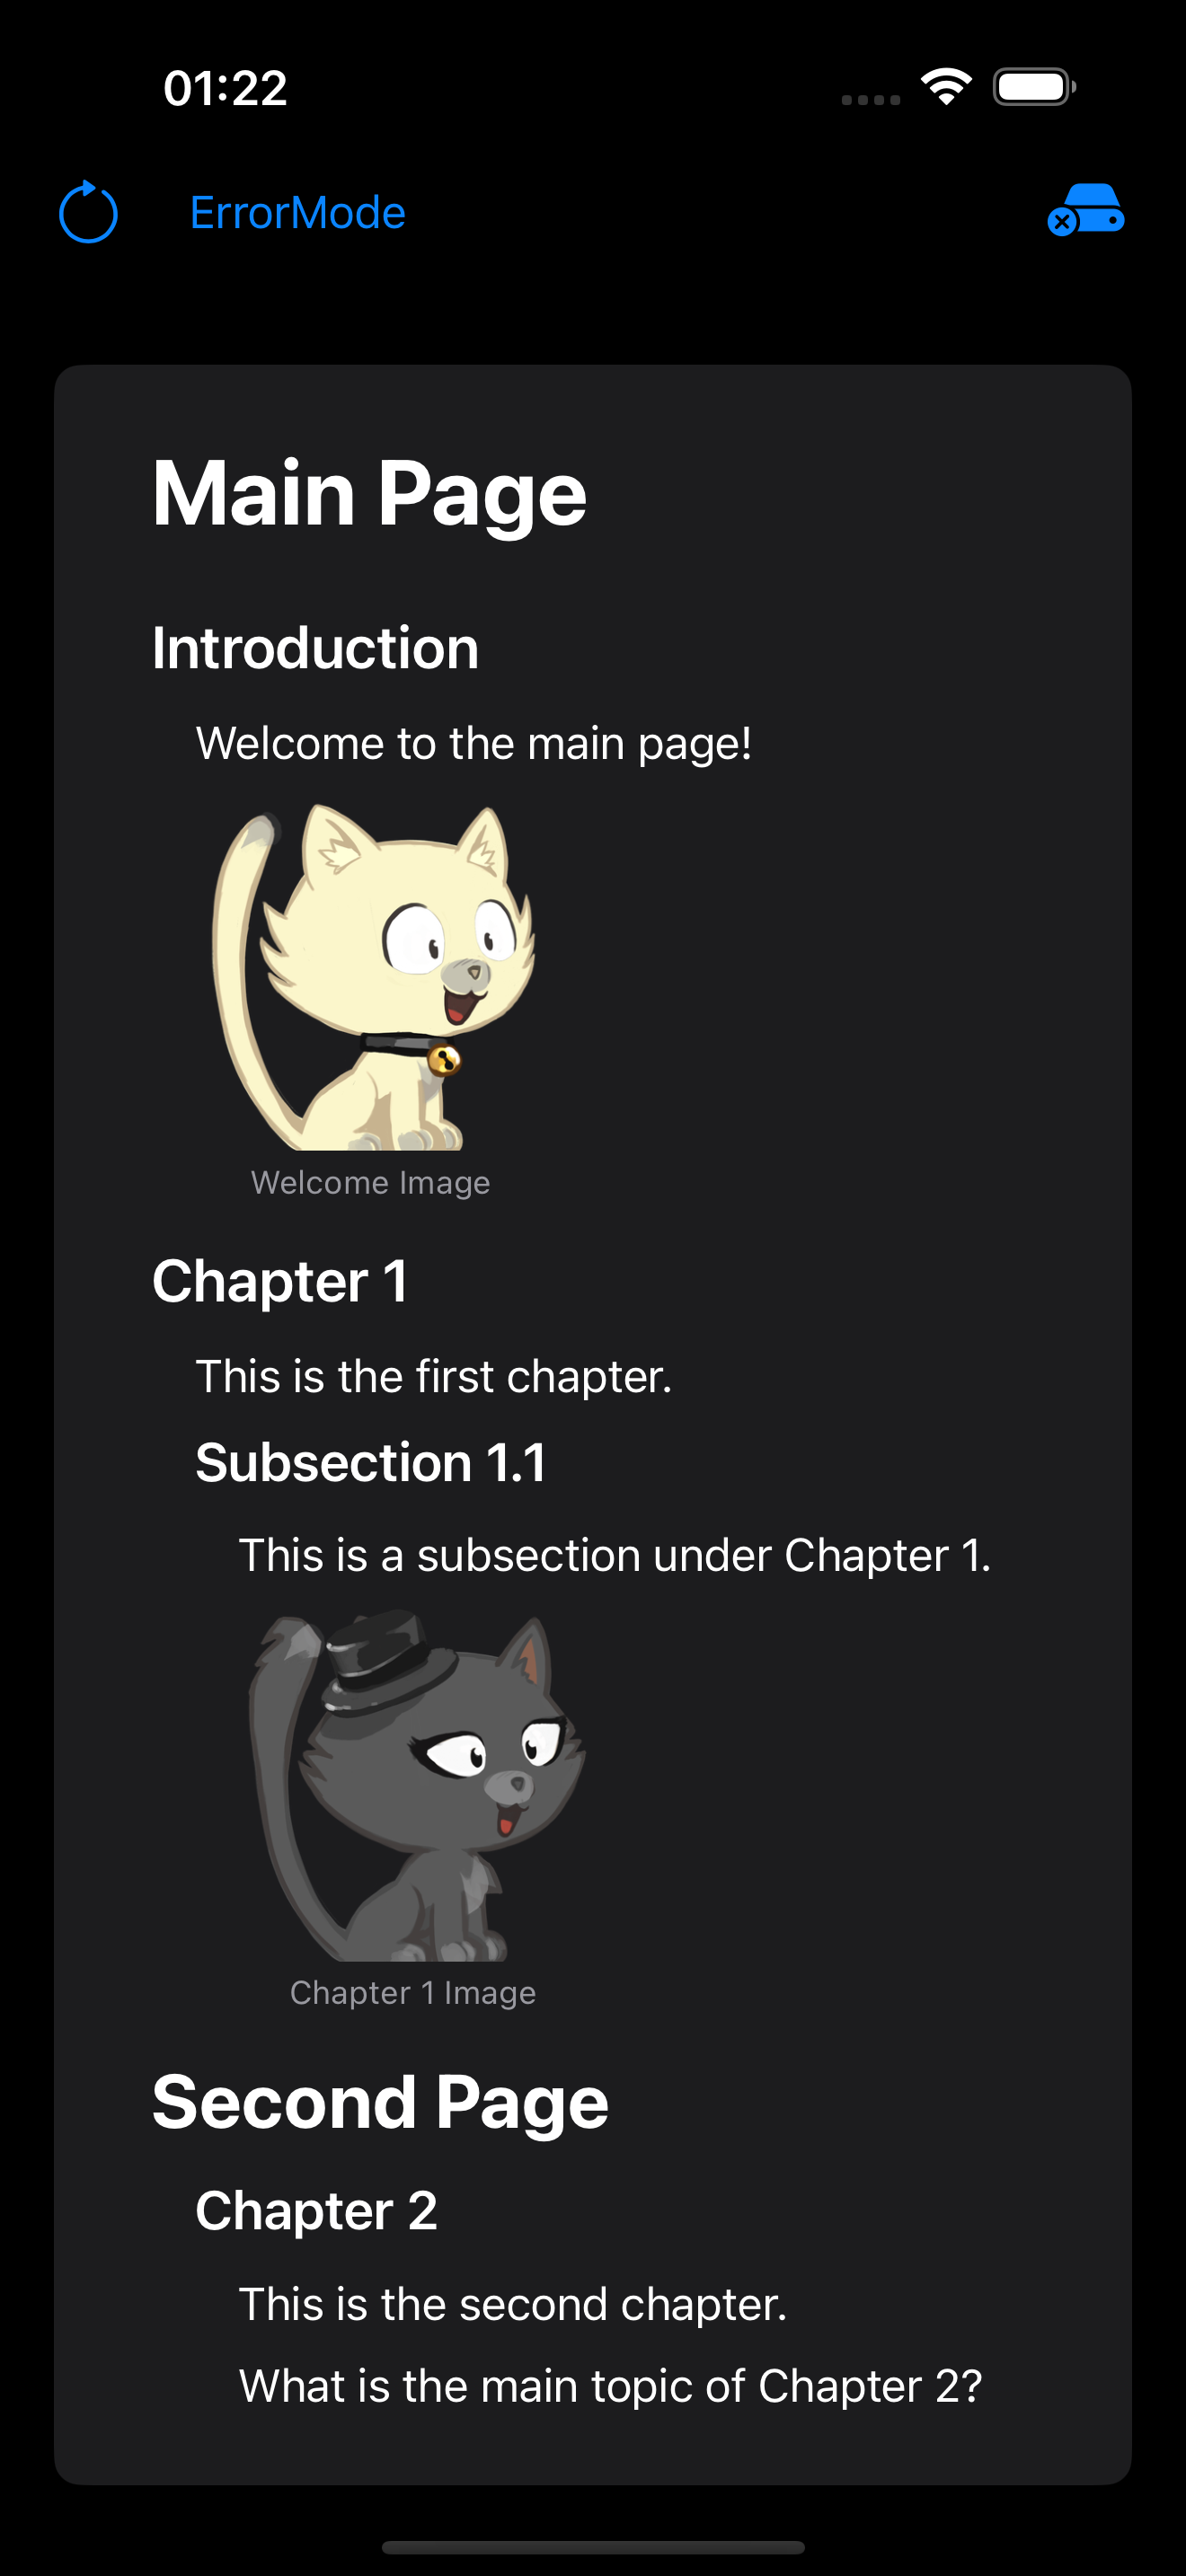 01:22
ErrorMode
Main Page
Introduction
Welcome to the main page!
Welcome Image
Chapter 1
This is the first chapter.
Subsection 1.1
This is a subsection under Chapter 1.
Chapter 1 Image
Second Page
Chapter 2
This is the second chapter.
What is the main topic of Chapter 2?